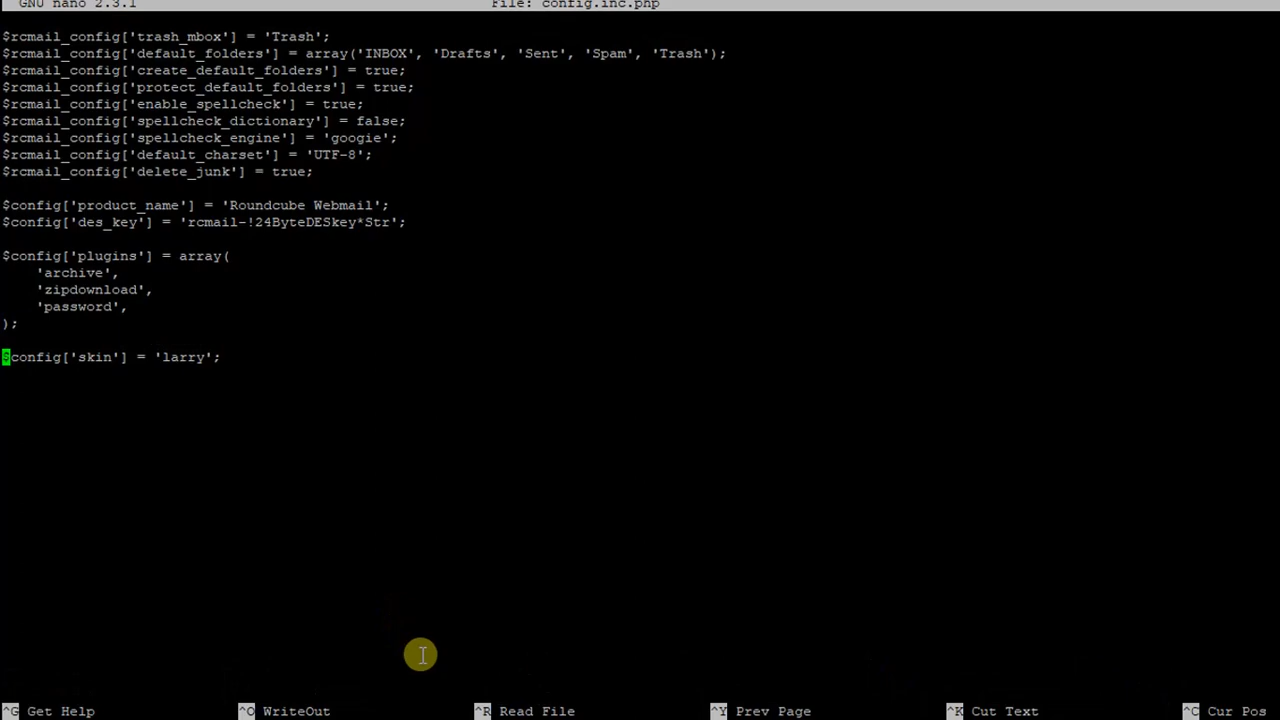 GNU nano 2.3.1 File: config.inc.php
$rcmail_config['trash_mbox'] = 'Trash';
$rcmail_config['default_folders'] = array('INBOX', 'Drafts', 'Sent', 'Spam', 'Trash');
$rcmail_config['create_default_folders'] = true;
$rcmail_config['protect_default_folders'] = true;
$rcmail_config['enable_spellcheck'] = true;
$rcmail_config['spellcheck_dictionary'] = false;
$rcmail_config['spellcheck_engine'] = 'googie';
$rcmail_config['default_charset'] = 'UTF-8';
$rcmail_config['delete_junk'] = true;
$config['product_name'] = 'Roundcube Webmail';
$config['des_key'] = 'rcmail-!24ByteDESkey*Str';
$config['plugins'] = array(
    'archive',
    'zipdownload',
    'password',
);
$config['skin'] = 'larry';
^G Get Help ^O WriteOut ^R Read File ^Y Prev Page ^K Cut Text ^C Cur Pos